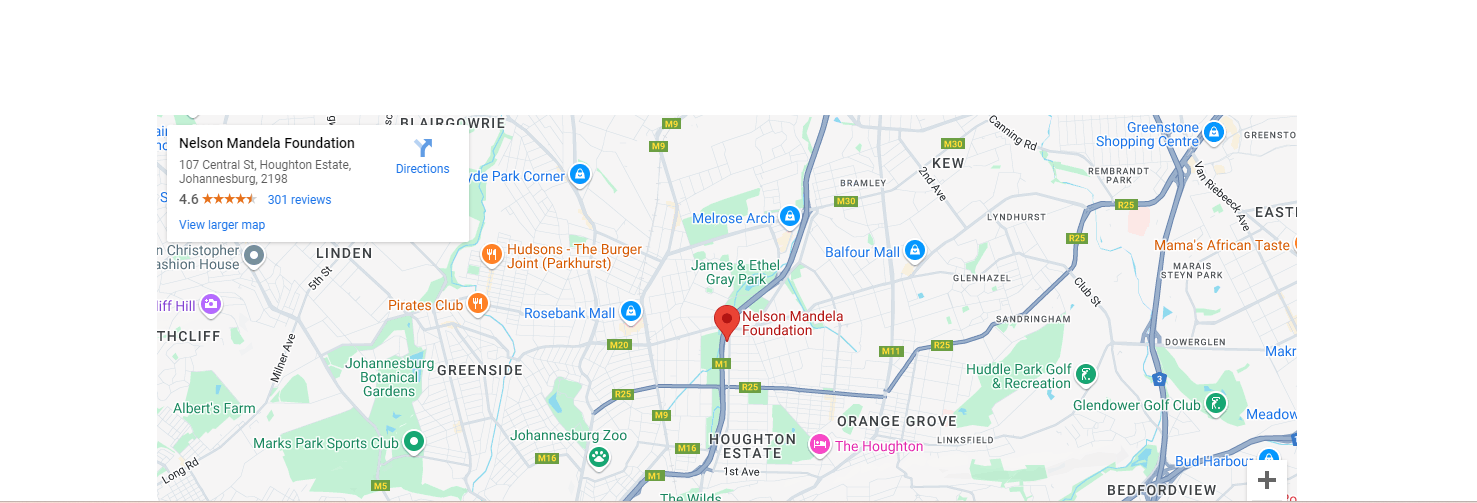 Nelson Mandela Foundation
107 Central St, Houghton Estate,
Johannesburg, 2198
Directions
4.6
301 reviews
View larger map
BLAIRGOWRIE
M9
M9
Canning Rd
Greenstone
Shopping Centre
GREENSTO
M30
KEW
REMBRANDT
PARK
Van Riebeeck Ave
2nd Ave
BRAMLEY
M30
R25
yde Park Corner
Melrose Arch
LYNDHURST
EASTL
R25
Balfour Mall
Mama's African Taste
n Christopher
ashion House
LINDEN
Hudsons - The Burger
Joint (Parkhurst)
James & Ethel
Gray Park
GLENHAZEL
MARAIS
STEYN PARK
5th St
Club St
liff Hill
Pirates Club
Rosebank Mall
Nelson Mandela
Foundation
SANDRINGHAM
THCLIFF
Milner Ave
M20
M11
R25
DOWERGLEN
Makr
Johannesburg
Botanical
Gardens
GREENSIDE
M1
Huddle Park Golf
& Recreation
3
R25
R25
Albert's Farm
M9
Glendower Golf Club
Meadow
ORANGE GROVE
Marks Park Sports Club
Johannesburg Zoo
HOUGHTON
ESTATE
The Houghton
LINKSFIELD
M16
M16
Long Rd
M1
1st Ave
Bud Harbour
M5
The Wilds
BEDFORDVIEW